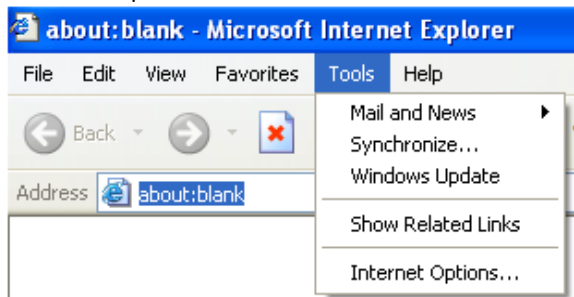 about:blank - Microsoft Internet Explorer
File Edit View Favorites Tools Help
Mail and News
Back
Synchronize...
Windows Update
Address about:blank
Show Related Links
Internet Options...